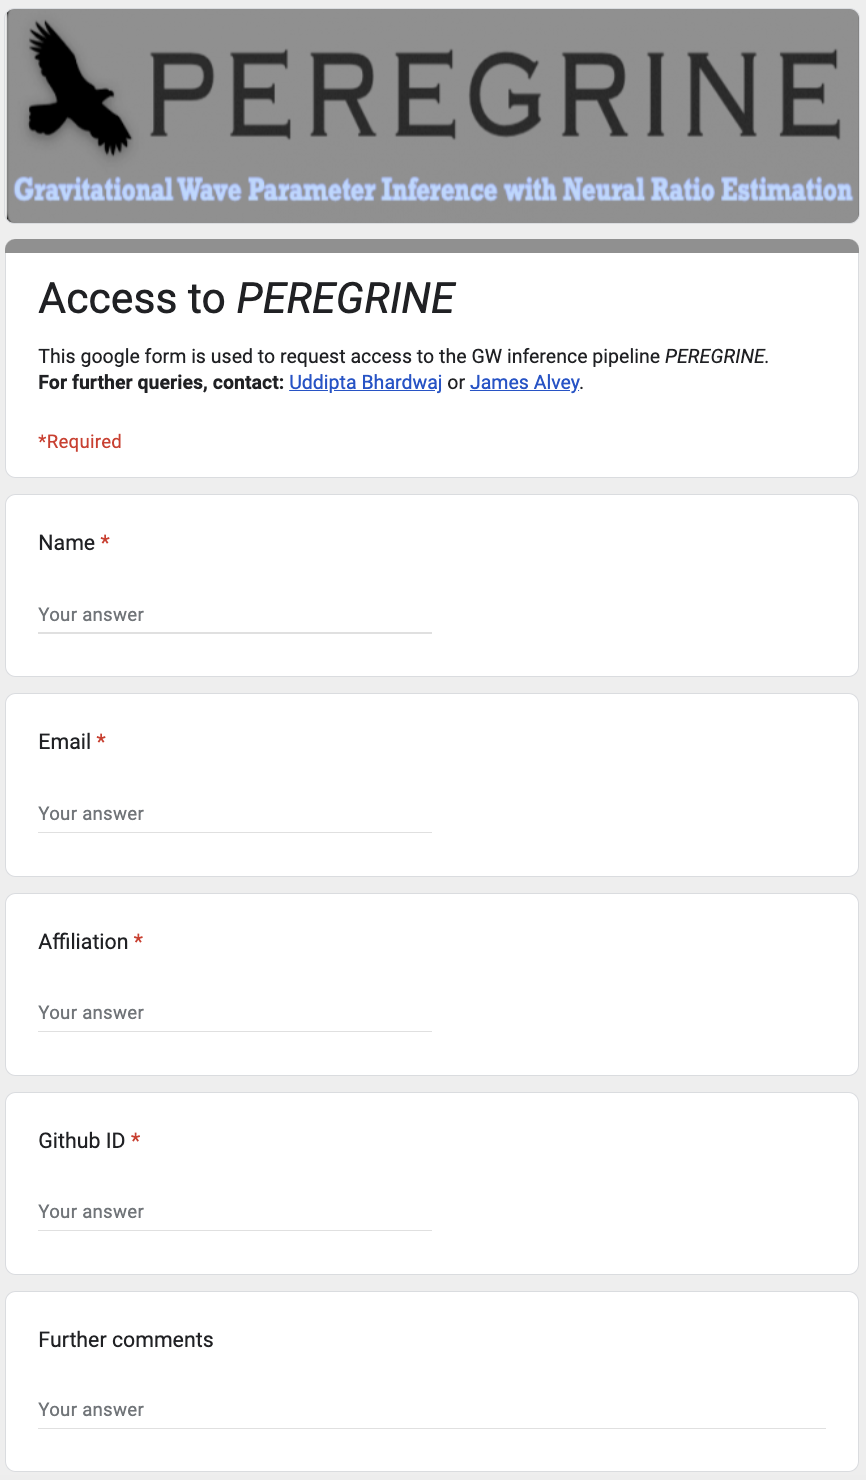 PEREGRINE
Gravitational Wave Parameter Inference with Neural Ratio Estimation
Access to PEREGRINE
This google form is used to request access to the GW inference pipeline PEREGRINE.
For further queries, contact: Uddipta Bhardwaj or James Alvey.
*Required
Name *
Your answer
Email *
Your answer
Affiliation *
Your answer
Github ID *
Your answer
Further comments
Your answer